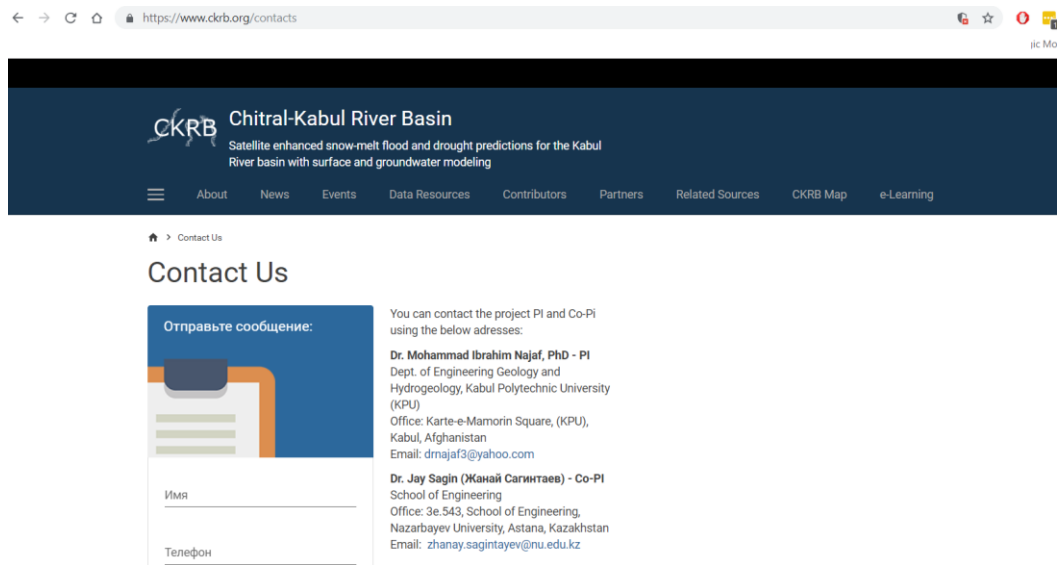 https://www.ckrb.org/contacts
gic Mo
CKRB
Chitral-Kabul River Basin
Satellite enhanced snow-melt flood and drought predictions for the Kabul
River basin with surface and groundwater modeling
About News Events Data Resources Contributors Partners Related Sources CKRB Map e-Learning
> Contact Us
Contact Us
Отправьте сообщение:
Имя
Телефон
You can contact the project PI and Co-Pi
using the below adresses:
Dr. Mohammad Ibrahim Najaf, PhD - PI
Dept. of Engineering Geology and
Hydrogeology, Kabul Polytechnic University
(KPU)
Office: Karte-e-Mamorin Square, (KPU),
Kabul, Afghanistan
Email: drnajaf3@yahoo.com
Dr. Jay Sagin (Жанай Сагинтаев) - Co-PI
School of Engineering
Office: 3e.543, School of Engineering,
Nazarbayev University, Astana, Kazakhstan
Email: zhanay.sagintayev@nu.edu.kz